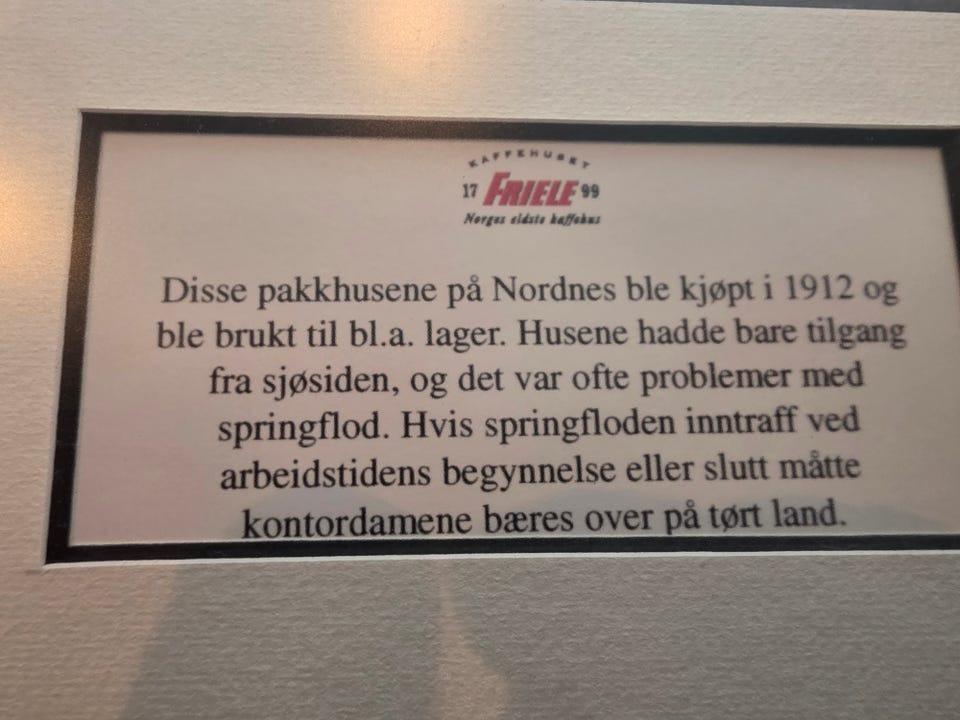 KAFFEHUSET
17 FRIELE 99
Norges eldste kaffehus
Disse pakkhusene på Nordnes ble kjøpt i 1912 og
ble brukt til bl.a. lager. Husene hadde bare tilgang
fra sjøsiden, og det var ofte problemer med
springflod. Hvis springfloden inntraff ved
arbeidstidens begynnelse eller slutt måtte
kontordamene bæres over på tørt land.